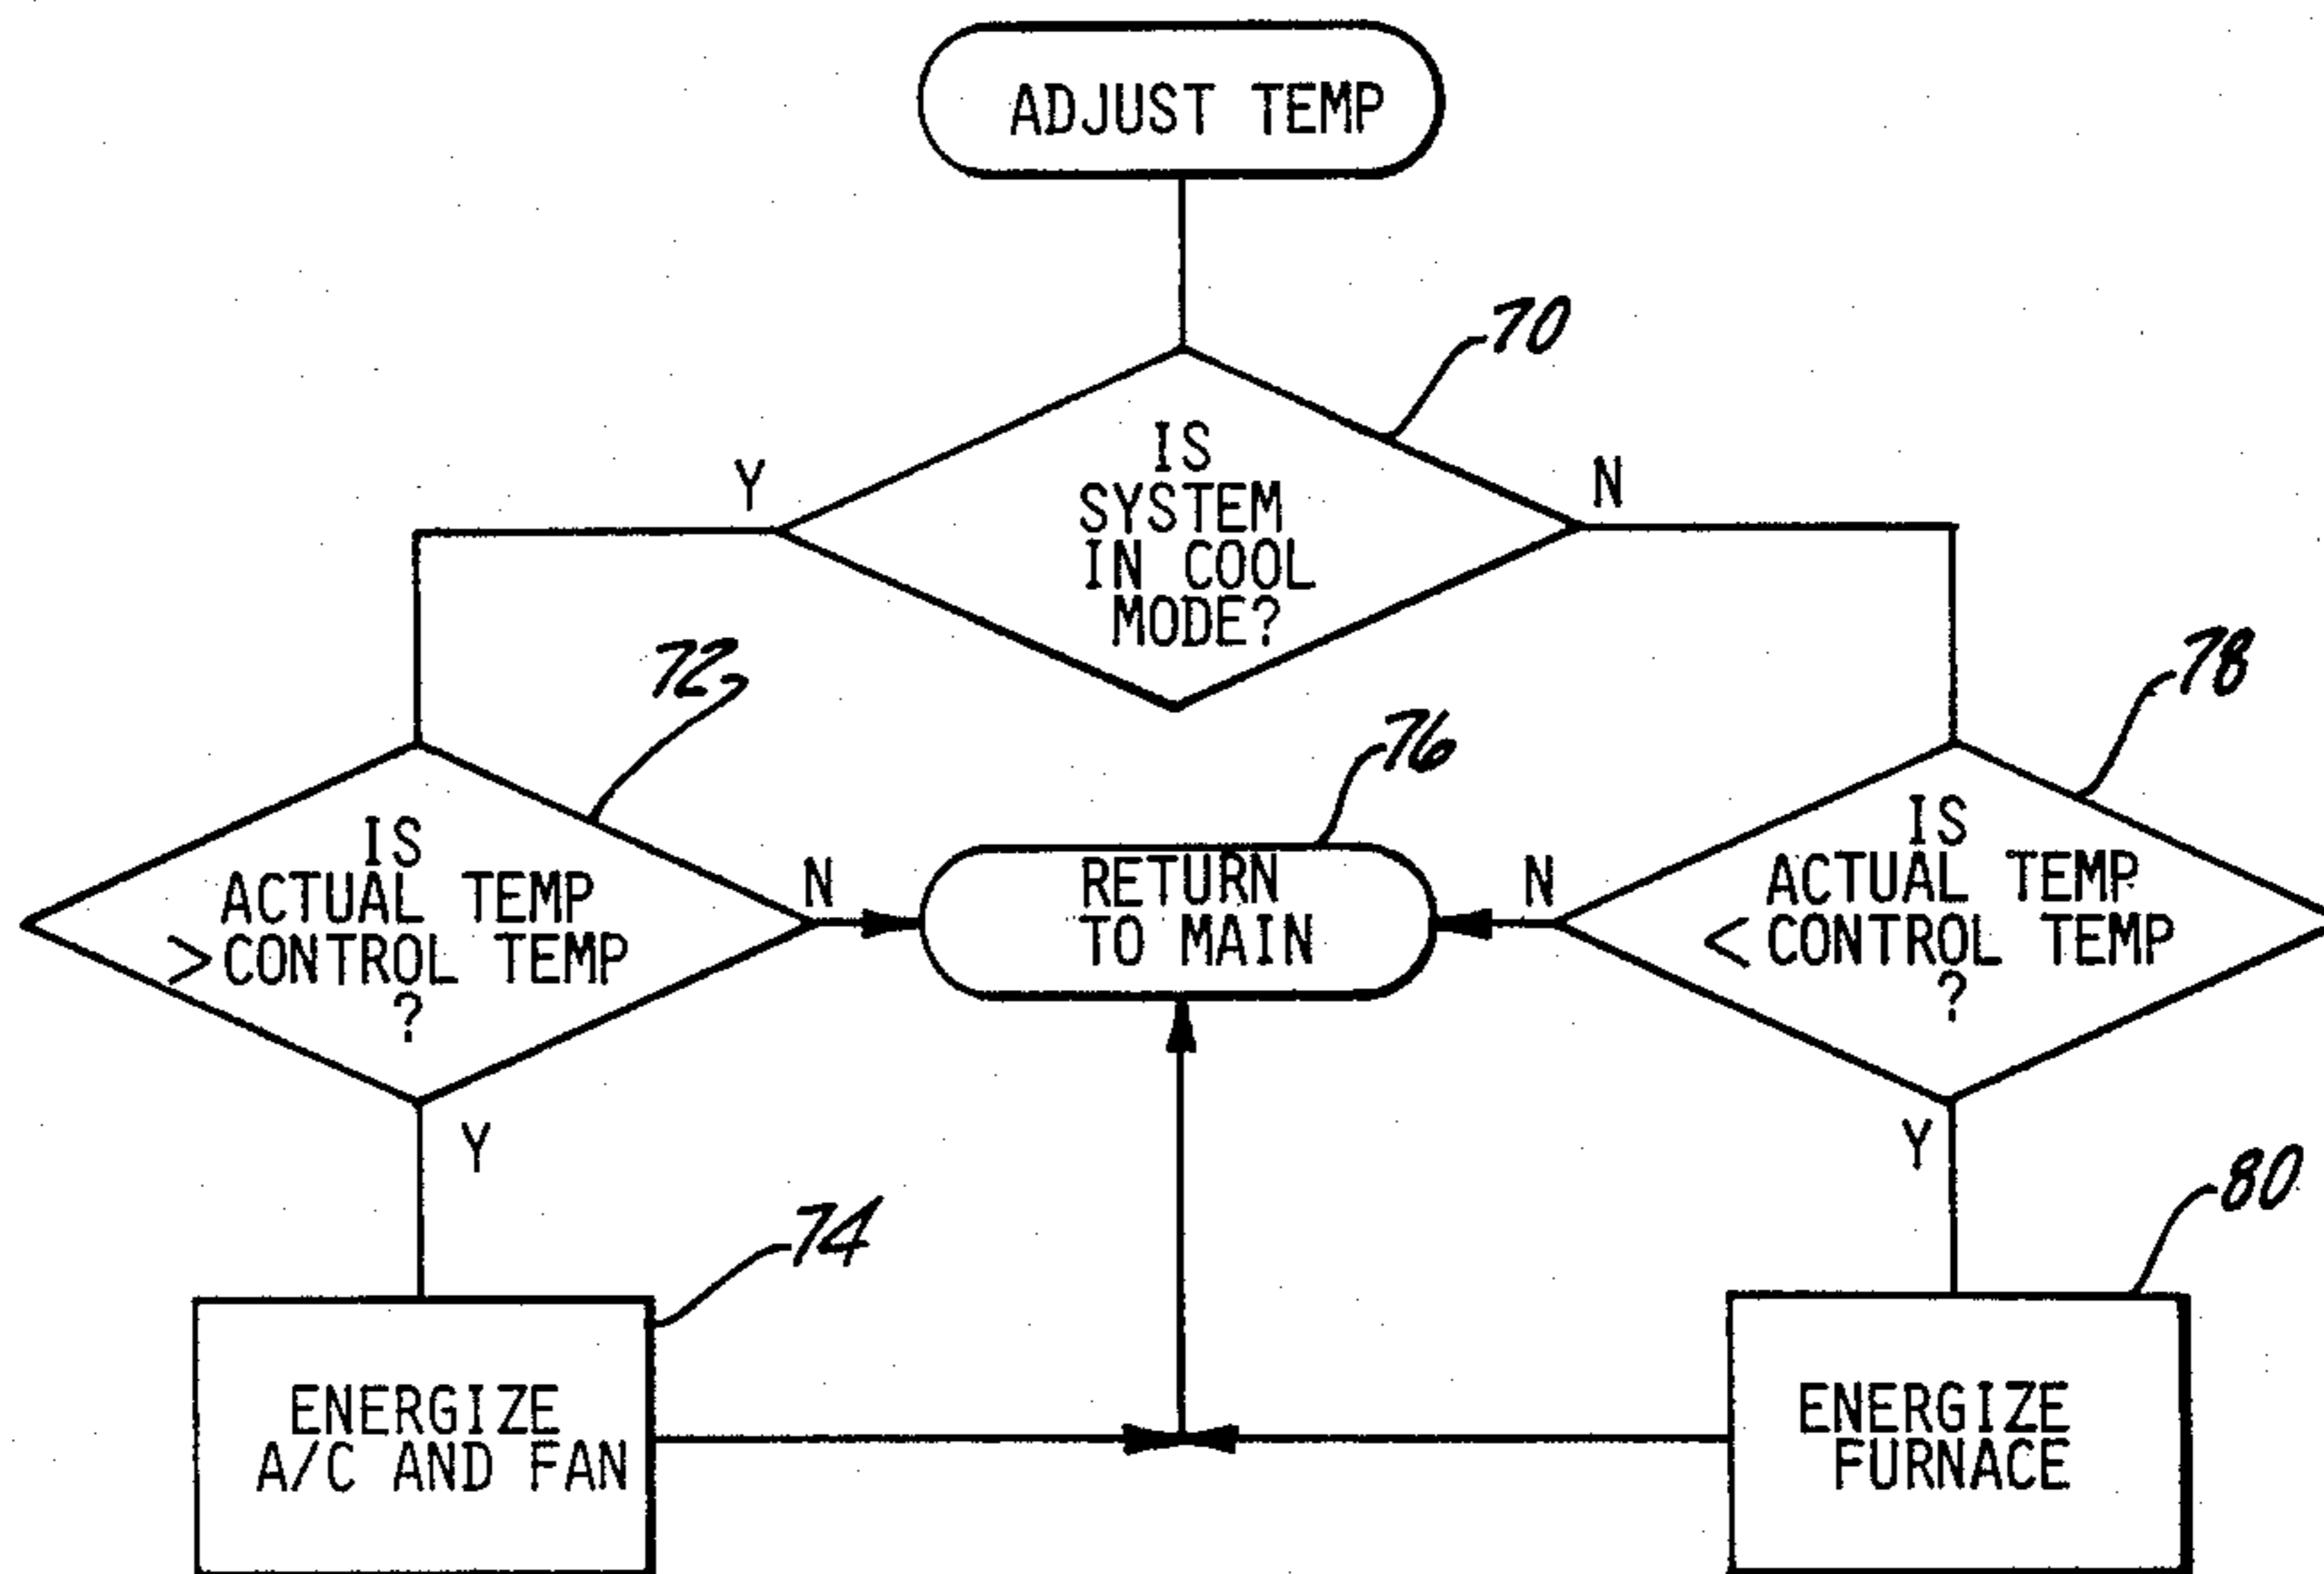 ADJUST TEMP
70
IS
SYSTEM
IN COOL
MODE?
Y
N
72
IS
ACTUAL TEMP
>CONTROL TEMP
?
N
Y
76
RETURN
TO MAIN
78
IS
ACTUAL TEMP
<CONTROL TEMP
?
N
Y
74
ENERGIZE
A/C AND FAN
80
ENERGIZE
FURNACE